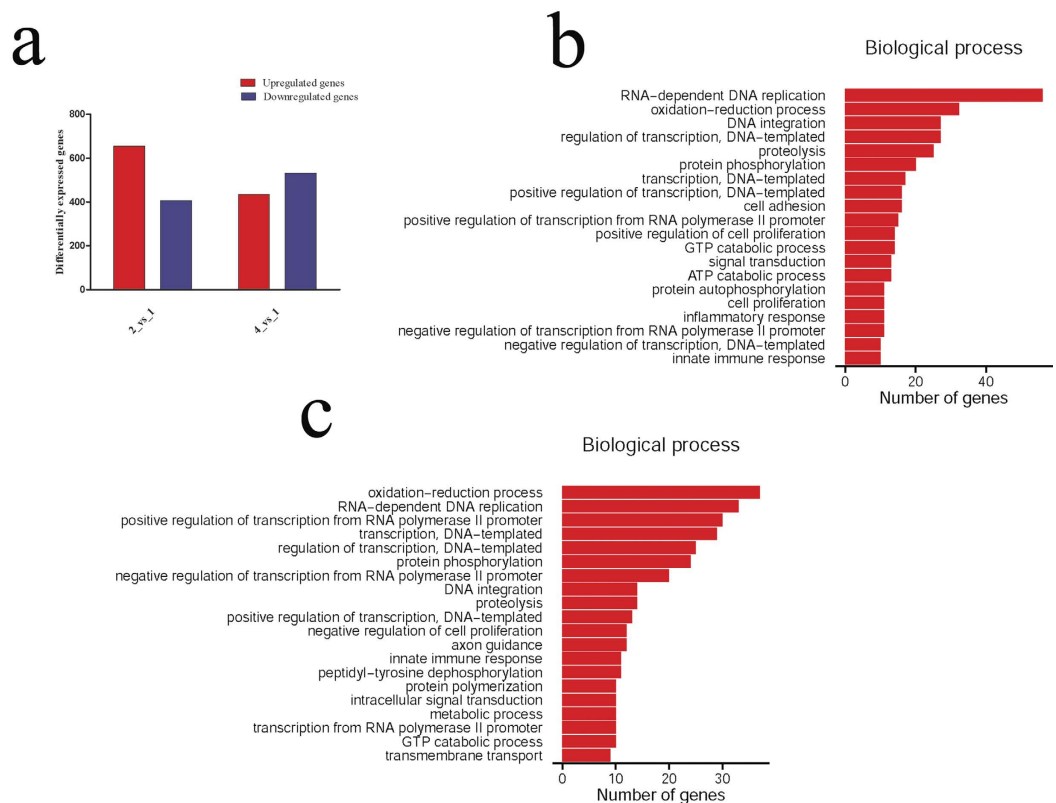 a
Upregulated genes
Downregulated genes
Differentially expressed genes
800
600
400
200
0
2_vs_1
4_vs_1
b
Biological process
RNA−dependent DNA replication
oxidation−reduction process
DNA integration
regulation of transcription, DNA−templated
proteolysis
protein phosphorylation
transcription, DNA−templated
positive regulation of transcription, DNA−templated
cell adhesion
positive regulation of transcription from RNA polymerase II promoter
positive regulation of cell proliferation
GTP catabolic process
signal transduction
ATP catabolic process
protein autophosphorylation
cell proliferation
inflammatory response
negative regulation of transcription from RNA polymerase II promoter
negative regulation of transcription, DNA−templated
innate immune response
0 20 40
Number of genes
c
Biological process
oxidation−reduction process
RNA−dependent DNA replication
positive regulation of transcription from RNA polymerase II promoter
transcription, DNA−templated
regulation of transcription, DNA−templated
protein phosphorylation
negative regulation of transcription from RNA polymerase II promoter
DNA integration
proteolysis
positive regulation of transcription, DNA−templated
negative regulation of cell proliferation
axon guidance
innate immune response
peptidyl−tyrosine dephosphorylation
protein polymerization
intracellular signal transduction
metabolic process
transcription from RNA polymerase II promoter
GTP catabolic process
transmembrane transport
0 10 20 30
Number of genes